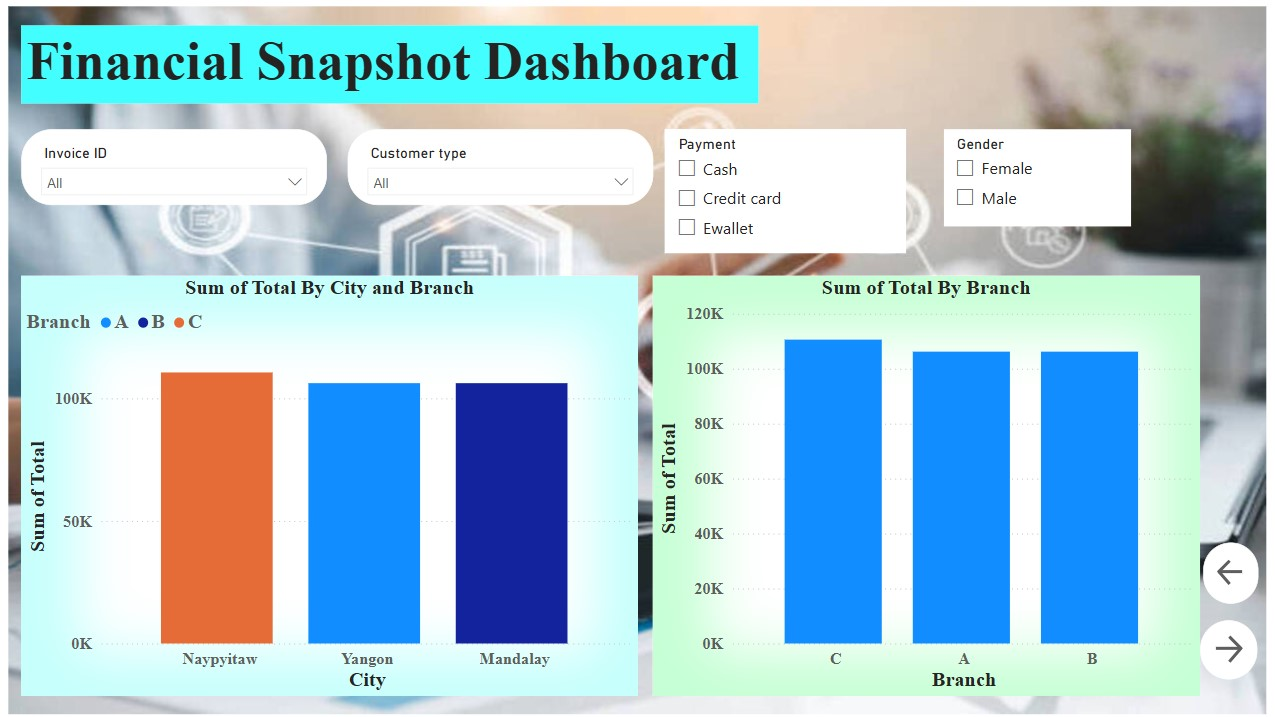 Financial Snapshot Dashboard
Invoice ID
All
Customer type
All
Payment
Cash
Credit card
Ewallet
Gender
Female
Male
Sum of Total By City and Branch
Branch A B C
Sum of Total
100K
50K
0K
Naypyitaw Yangon Mandalay
City
Sum of Total By Branch
Sum of Total
120K
100K
80K
60K
40K
20K
0K
C A B
Branch